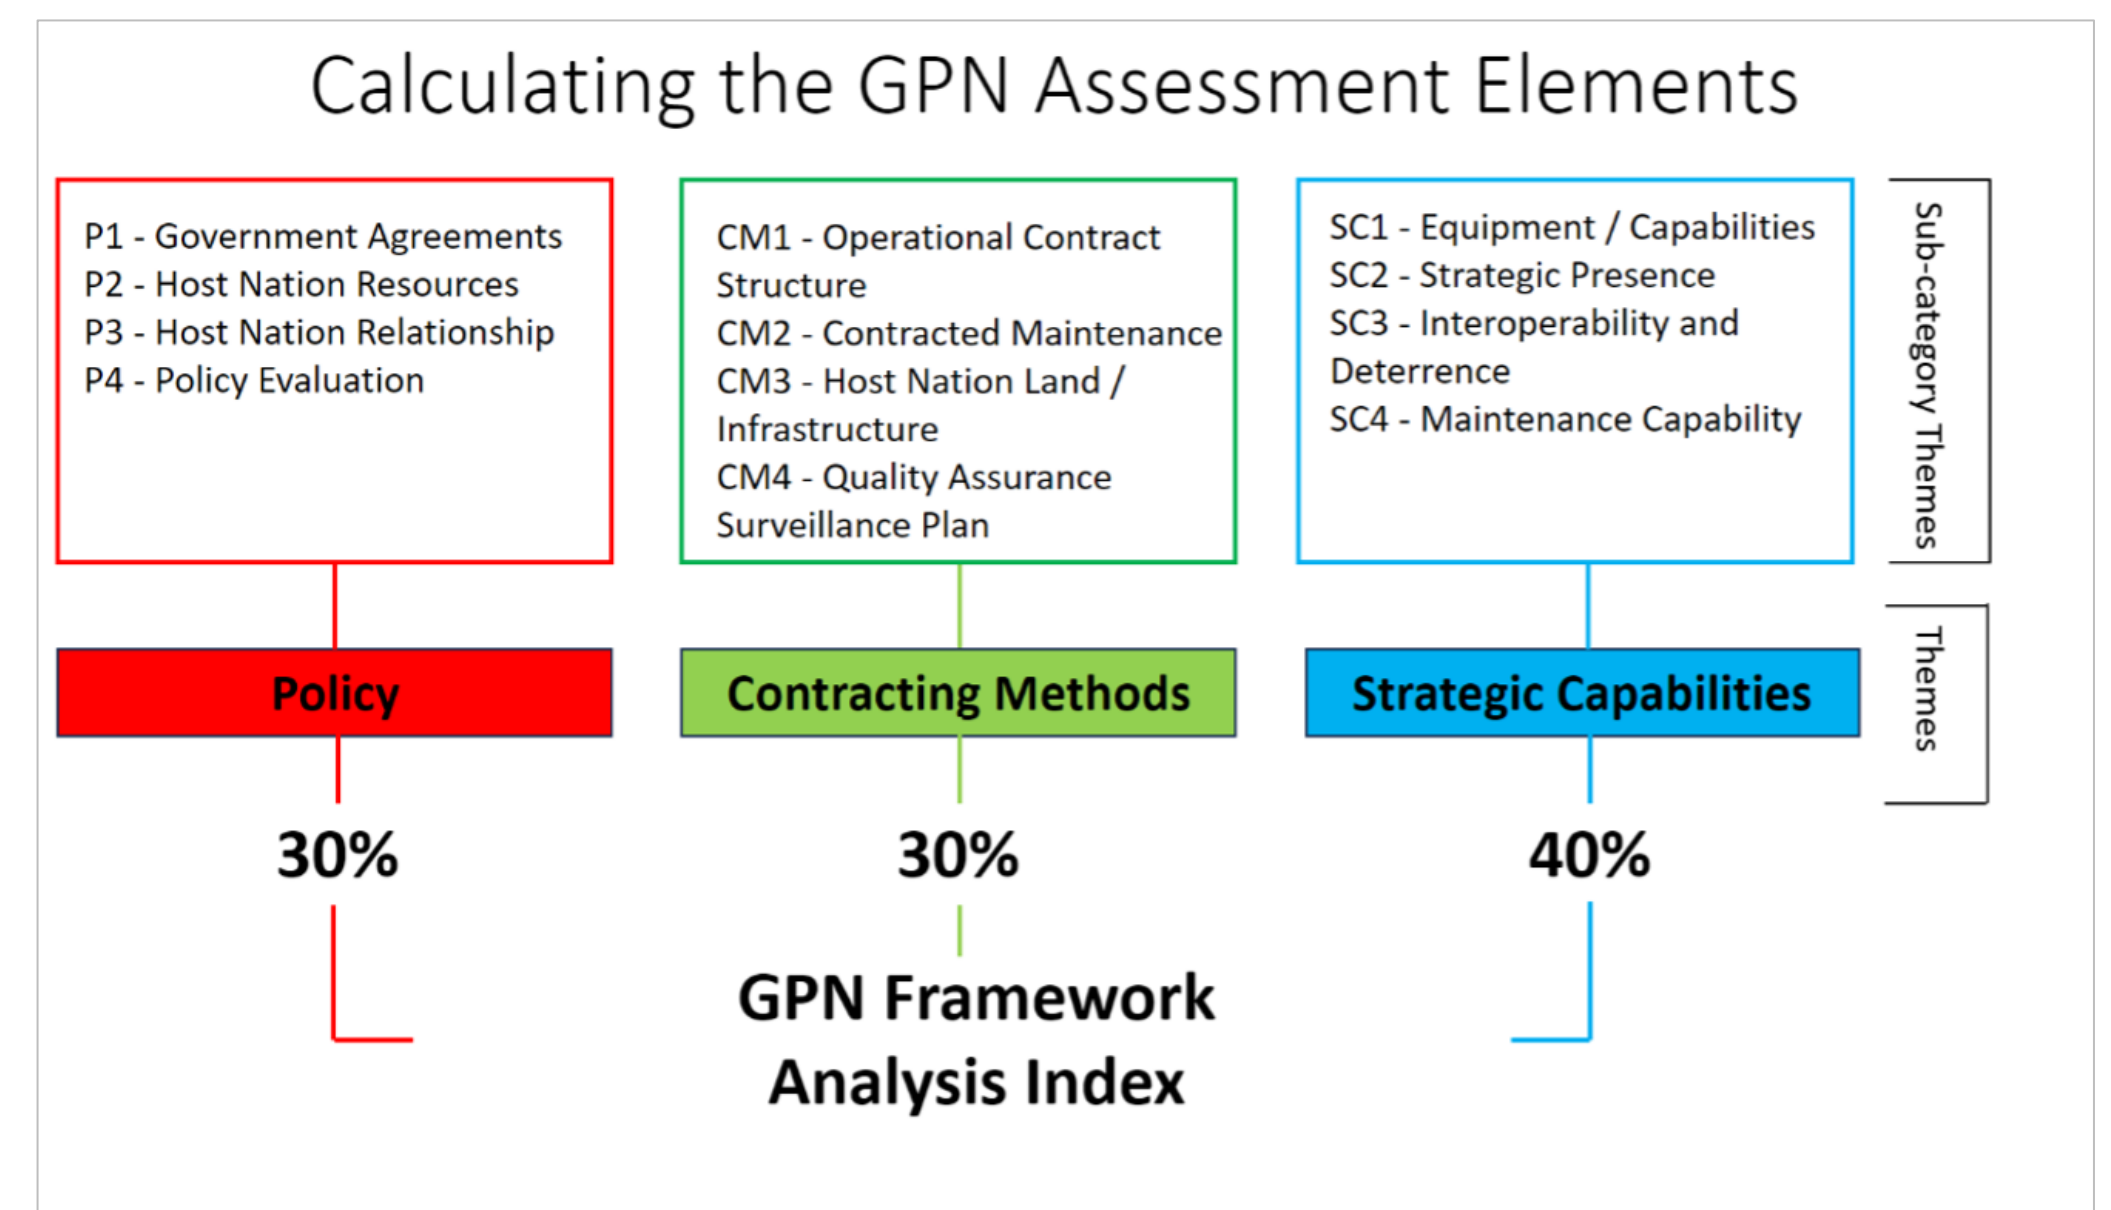 Calculating the GPN Assessment Elements
P1 - Government Agreements
P2 - Host Nation Resources
P3 - Host Nation Relationship
P4 - Policy Evaluation
CM1 - Operational Contract
Structure
CM2 - Contracted Maintenance
CM3 - Host Nation Land /
Infrastructure
CM4 - Quality Assurance
Surveillance Plan
SC1 - Equipment / Capabilities
SC2 - Strategic Presence
SC3 - Interoperability and
Deterrence
SC4 - Maintenance Capability
Sub-category Themes
Policy
Contracting Methods
Strategic Capabilities
Themes
30%
30%
40%
GPN Framework
Analysis Index